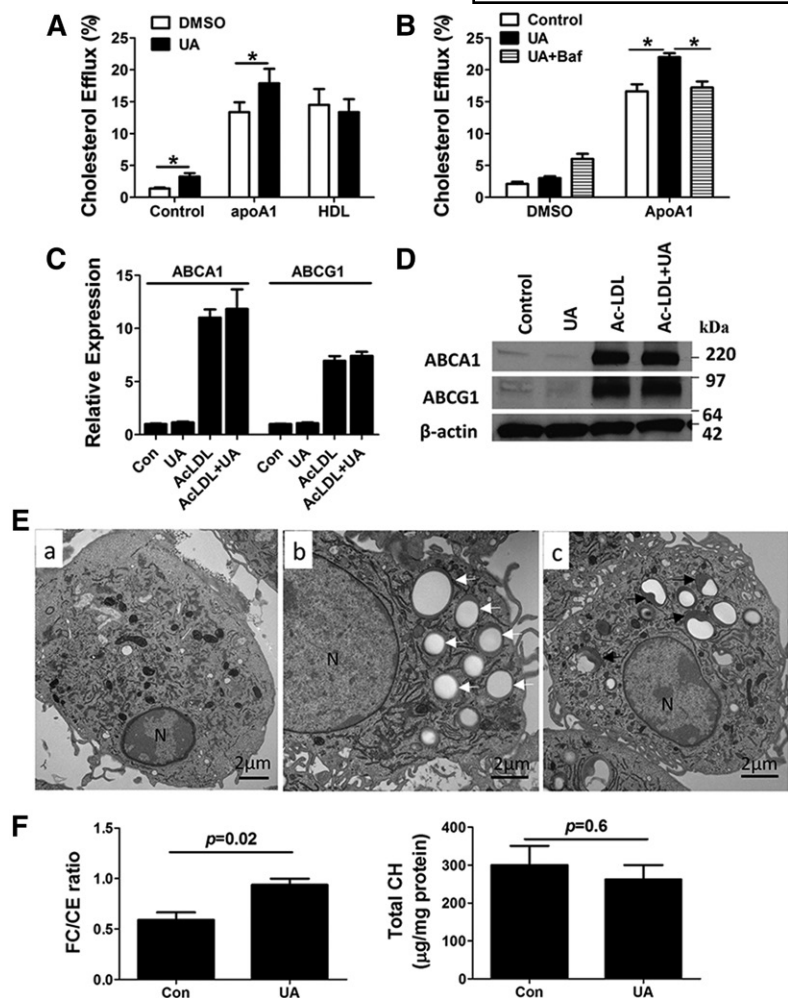 A
DMSO
UA
Cholesterol Efflux (%)
25
20
15
10
5
0
*
*
Control
apoA1
HDL
B
Control
UA
UA+Baf
Cholesterol Efflux (%)
25
20
15
10
5
0
*
*
DMSO
ApoA1
C
Relative Expression
15
10
5
0
ABCA1
ABCG1
Con
UA
AcLDL
AcLDL+UA
Con
UA
AcLDL
AcLDL+UA
D
Control
UA
Ac-LDL
Ac-LDL+UA
kDa
ABCA1
220
97
ABCG1
64
β-actin
42
E
a
N
2μm
b
N
2μm
c
N
2μm
F
FC/CE ratio
1.5
1.0
0.5
0.0
p=0.02
Con
UA
Total CH
(μg/mg protein)
400
300
200
100
0
p=0.6
Con
UA